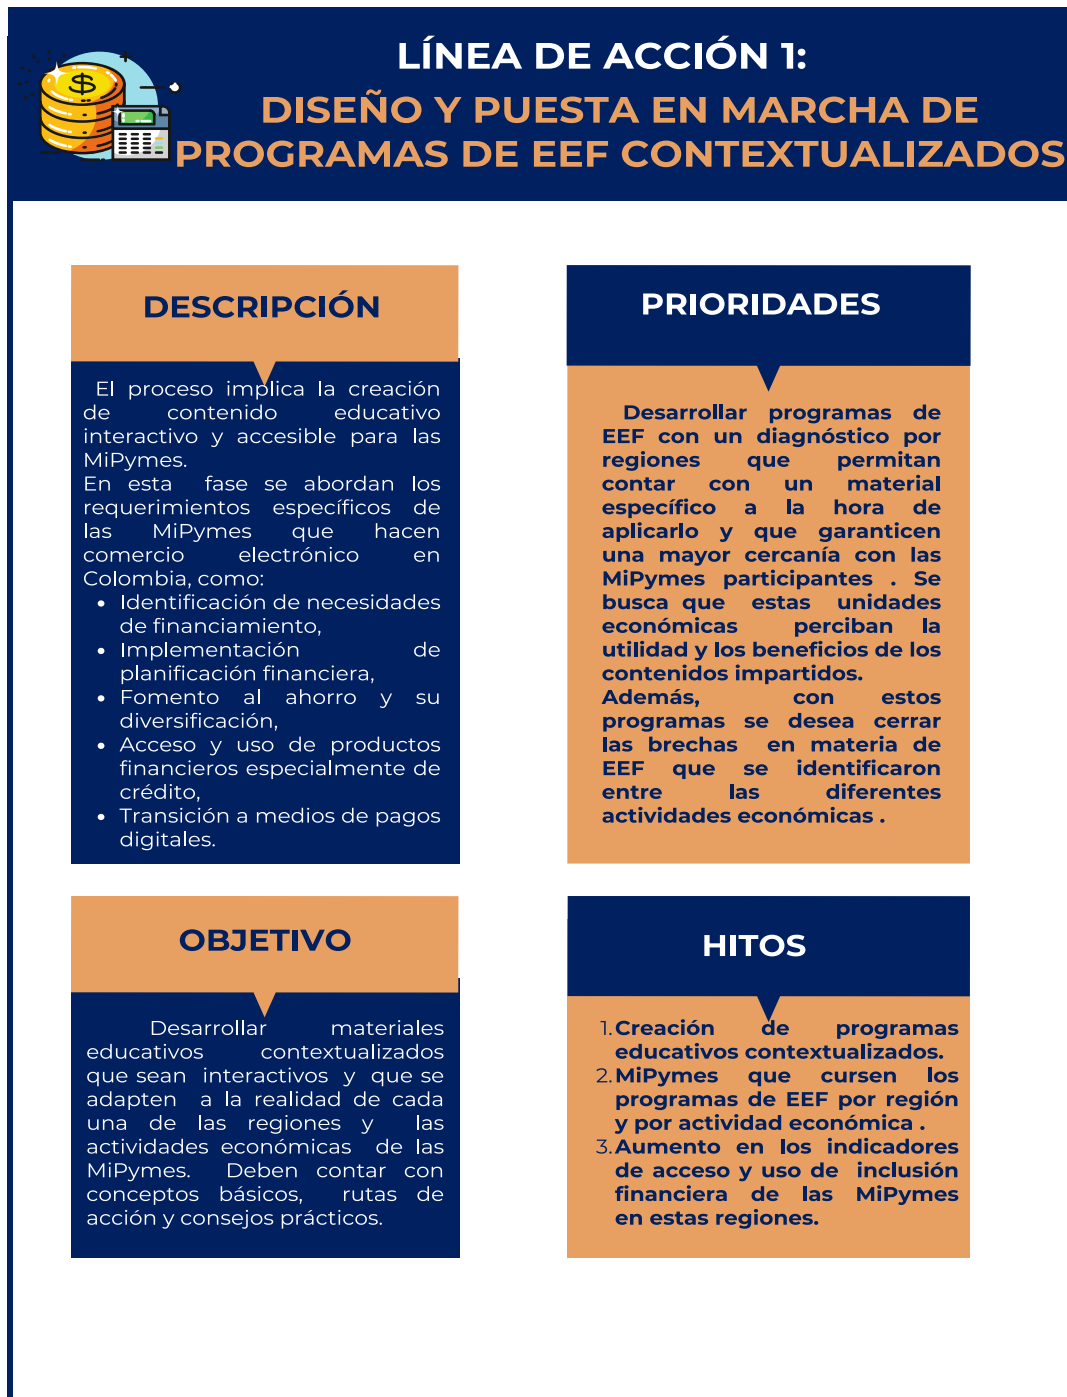 LÍNEA DE ACCIÓN 1:
DISEÑO Y PUESTA EN MARCHA DE
PROGRAMAS DE EEF CONTEXTUALIZADOS
$
DESCRIPCIÓN
El proceso implica la creación
de contenido educativo
interactivo y accesible para las
MiPymes.
En esta fase se abordan los
requerimientos específicos de
las MiPymes que hacen
comercio electrónico en
Colombia, como:
• Identificación de necesidades
de financiamiento,
• Implementación de
planificación financiera,
• Fomento al ahorro y su
diversificación,
• Acceso y uso de productos
financieros especialmente de
crédito,
• Transición a medios de pagos
digitales.
PRIORIDADES
Desarrollar programas de
EEF con un diagnóstico por
regiones que permitan
contar con un material
específico a la hora de
aplicarlo y que garanticen
una mayor cercanía con las
MiPymes participantes . Se
busca que estas unidades
económicas perciban la
utilidad y los beneficios de los
contenidos impartidos.
Además, con estos
programas se desea cerrar
las brechas en materia de
EEF que se identificaron
entre las diferentes
actividades económicas .
OBJETIVO
Desarrollar materiales
educativos contextualizados
que sean interactivos y que se
adapten a la realidad de cada
una de las regiones y las
actividades económicas de las
MiPymes. Deben contar con
conceptos básicos, rutas de
acción y consejos prácticos.
HITOS
1. Creación de programas
educativos contextualizados.
2. MiPymes que cursen los
programas de EEF por región
y por actividad económica .
3. Aumento en los indicadores
de acceso y uso de inclusión
financiera de las MiPymes
en estas regiones.